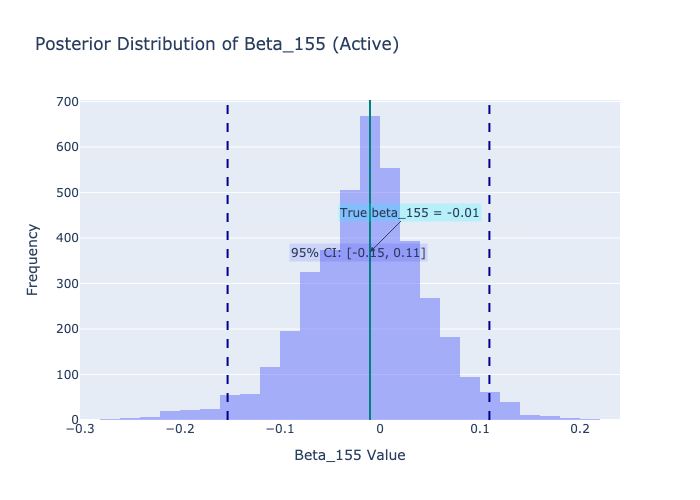 Posterior Distribution of Beta_155 (Active)
700
600
500
400
300
200
100
0
Frequency
True beta_155 = -0.01
95% CI: [-0.15, 0.11]
−0.3
−0.2
−0.1
0
0.1
0.2
Beta_155 Value